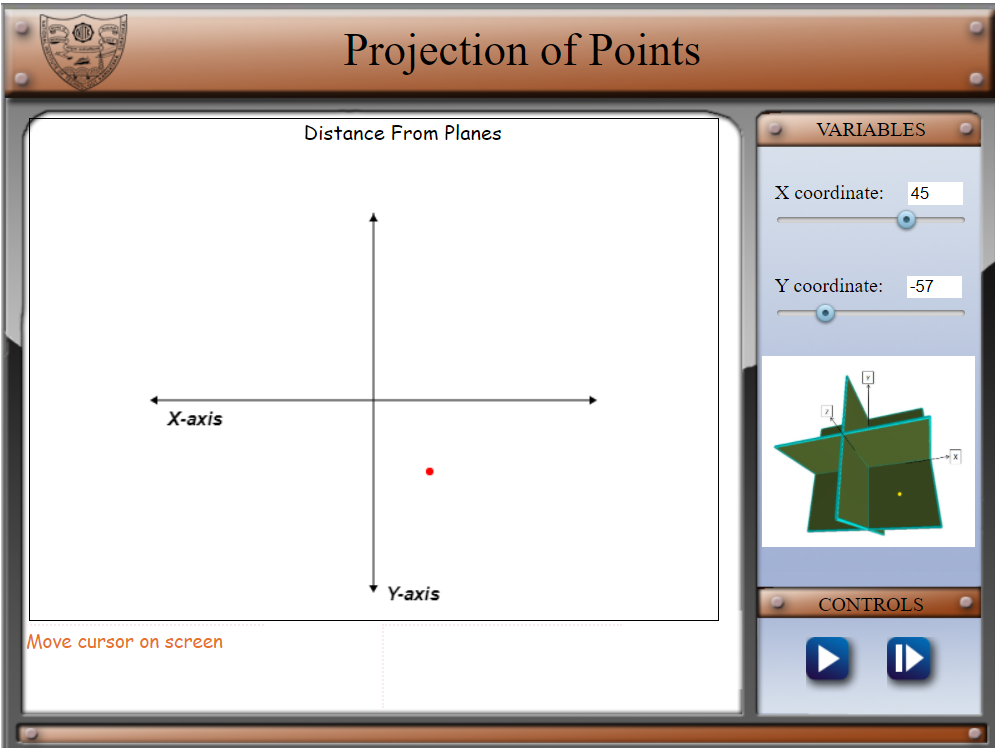 Projection of Points
Distance From Planes
X-axis
Y-axis
Move cursor on screen
VARIABLES
X coordinate: 45
Y coordinate: -57
Y
Z
X
CONTROLS